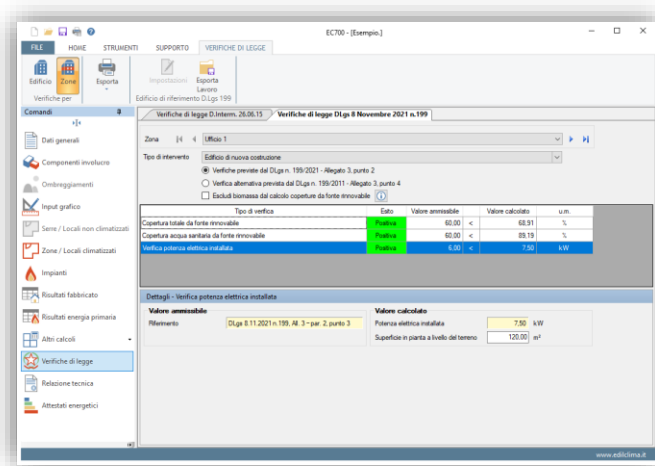 EC700 - [Esempio.]
FILE HOME STRUMENTI SUPPORTO VERIFICHE DI LEGGE
Edificio Zone Esporta Importazioni Esporta Lavoro
Verifiche per Edificio di riferimento D.Lgs 199
Comandi
Verifiche di legge D.Interm. 26.06.15 Verifiche di legge DLgs 8 Novembre 2021 n.199
Dati generali
Componenti involucro
Ombreggiamenti
Input grafico
Serre / Locali non climatizzati
Zone / Locali climatizzati
Impianti
Risultati fabbricato
Risultati energia primaria
Altri calcoli
Verifiche di legge
Relazione tecnica
Attestati energetici
Zona Ufficio 1
Tipo di intervento Edificio di nuova costruzione
Verifiche previste dal DLgs n. 199/2021 - Allegato 3, punto 2
Verifica alternativa prevista dal D.Lgs n. 199/2011 - Allegato 3, punto 4
Escludi biomassa dal calcolo coperture da fonte rinnovabile
Tipo di verifica Esito Valore ammissibile Valore calcolato u.m.
Copertura totale da fonte rinnovabile Positiva 60,00 < 68,91 %
Copertura acqua sanitaria da fonte rinnovabile Positiva 60,00 < 89,19 %
Verifica potenza elettrica installata Positiva 6,00 < 7,50 kW
Dettagli - Verifica potenza elettrica installata
Valore ammissibile Valore calcolato
Riferimento DLgs 8.11.2021 n.199, All. 3 – par. 2, punto 3 Potenza elettrica installata 7,50 kW
Superficie in pianta a livello del terreno 120,00 m²
www.edilclima.it